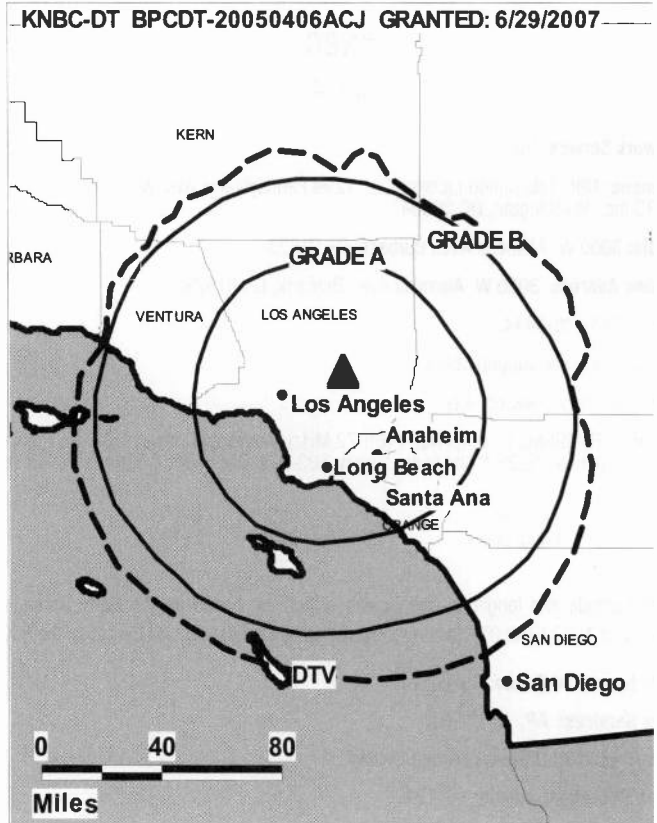 KNBC-DT BPCDT-20050406ACJ GRANTED: 6/29/2007
KERN
GRADE B
RBARA
GRADE A
VENTURA
LOS ANGELES
Los Angeles
Anaheim
Long Beach
Santa Ana
ORANGE
SAN DIEGO
DTV
San Diego
0 40 80
Miles